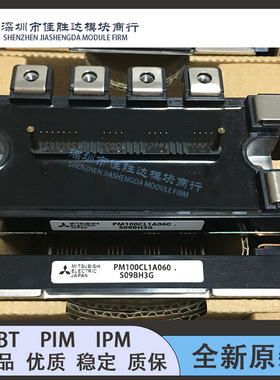 深圳市佳胜达模块商行
SHENZHEN JIASHENGDA MODULE FIRM
深圳市佳胜达模块商行
SHENZHEN JIASHENGDA MODULE FIRM
PM100CL1A060 .
S09BH3G
MITSUBISHI
ELECTRIC
JAPAN
PM100CL1A060 .
S09BH3G
BT PIM IPM
品 优质 稳定 质保
全新原